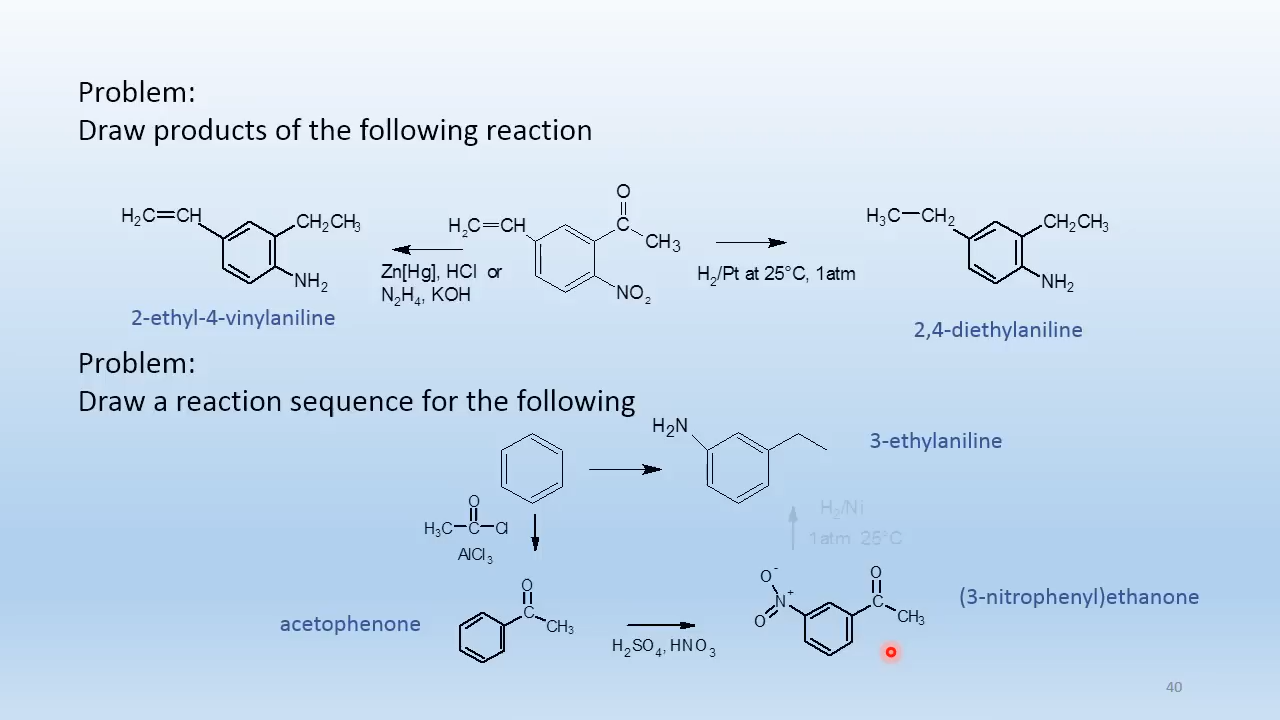 Problem:
Draw products of the following reaction
H₂C=CH
CH₂CH₃
NH₂
2-ethyl-4-vinylaniline
Zn[Hg], HCl or
N₂H₄, KOH
H₂C=CH
O
C
CH₃
NO₂
H₂/Pt at 25°C, 1atm
H₃C—CH₂
CH₂CH₃
NH₂
2,4-diethylaniline
Problem:
Draw a reaction sequence for the following
H₂N
3-ethylaniline
O
H₃C—C—Cl
AlCl₃
H₂/Ni
1atm 25°C
acetophenone
O
C
CH₃
H₂SO₄, HNO₃
O⁻
N⁺
O
O
C
CH₃
(3-nitrophenyl)ethanone
40